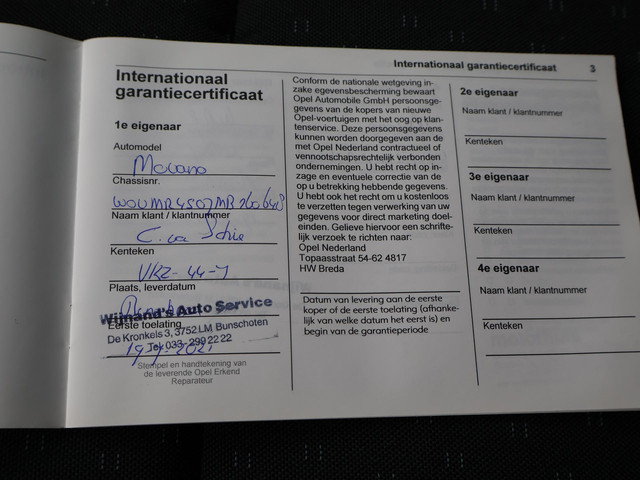 Internationaal garantiecertificaat 3
Internationaal
garantiecertificaat
1e eigenaar
Automodel
Movano
Chassisnr.
Naam klant / klantnummer
C. va Schie
Kenteken
VRZ-44-J
Plaats, leverdatum
Wijnand's Auto Service
Eerste toelating
De Kronkels 3, 3752 LM Bunschoten
Tel 033-299 22 22
Stempel en handtekening van
de leverende Opel Erkend
Reparateur
Conform de nationale wetgeving in-
zake egevensbescherming bewaart
Opel Automobile GmbH persoonsge-
gevens van de kopers van nieuwe
Opel-voertuigen met het oog op klan-
tenservice. Deze persoonsgegevens
kunnen worden doorgegeven aan de
met Opel Nederland contractueel of
vennootschapsrechtelijk verbonden
ondernemingen. U hebt recht op in-
zage en eventuele correctie van de
op u betrekking hebbende gegevens.
U hebt ook het recht om u kosteloos
te verzetten tegen verwerking van uw
gegevens voor direct marketing doel-
einden. Gelieve hiervoor een schrifte-
lijk verzoek te richten naar:
Opel Nederland
Topaasstraat 54-62 4817
HW Breda
Datum van levering aan de eerste
koper of de eerste toelating (afhanke-
lijk van welke datum het eerst is) en
begin van de garantieperiode
2e eigenaar
Naam klant / klantnummer
Kenteken
3e eigenaar
Naam klant / klantnummer
Kenteken
4e eigenaar
Naam klant / klantnummer
Kenteken